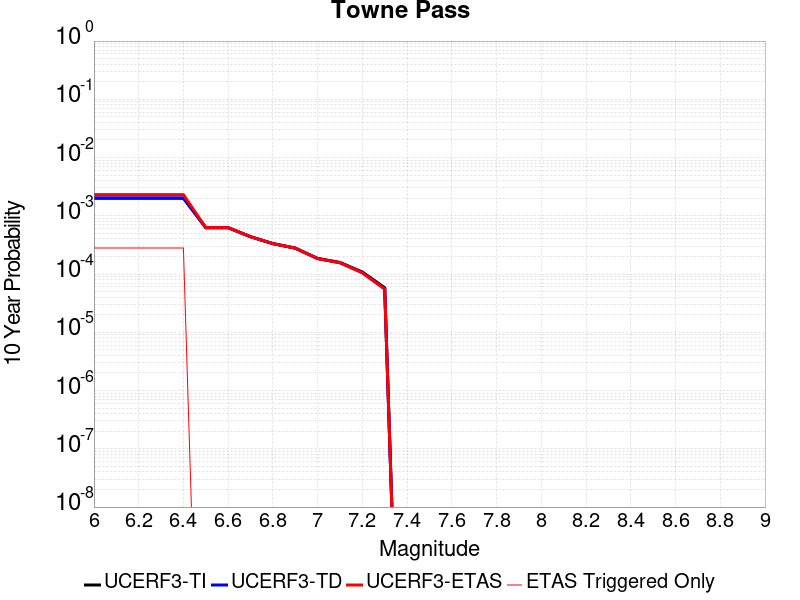 Towne Pass
10^0
10^-1
10^-2
10^-3
10^-4
10^-5
10^-6
10^-7
10^-8
10 Year Probability
6 6.2 6.4 6.6 6.8 7 7.2 7.4 7.6 7.8 8 8.2 8.4 8.6 8.8 9
Magnitude
UCERF3-TI UCERF3-TD UCERF3-ETAS ETAS Triggered Only